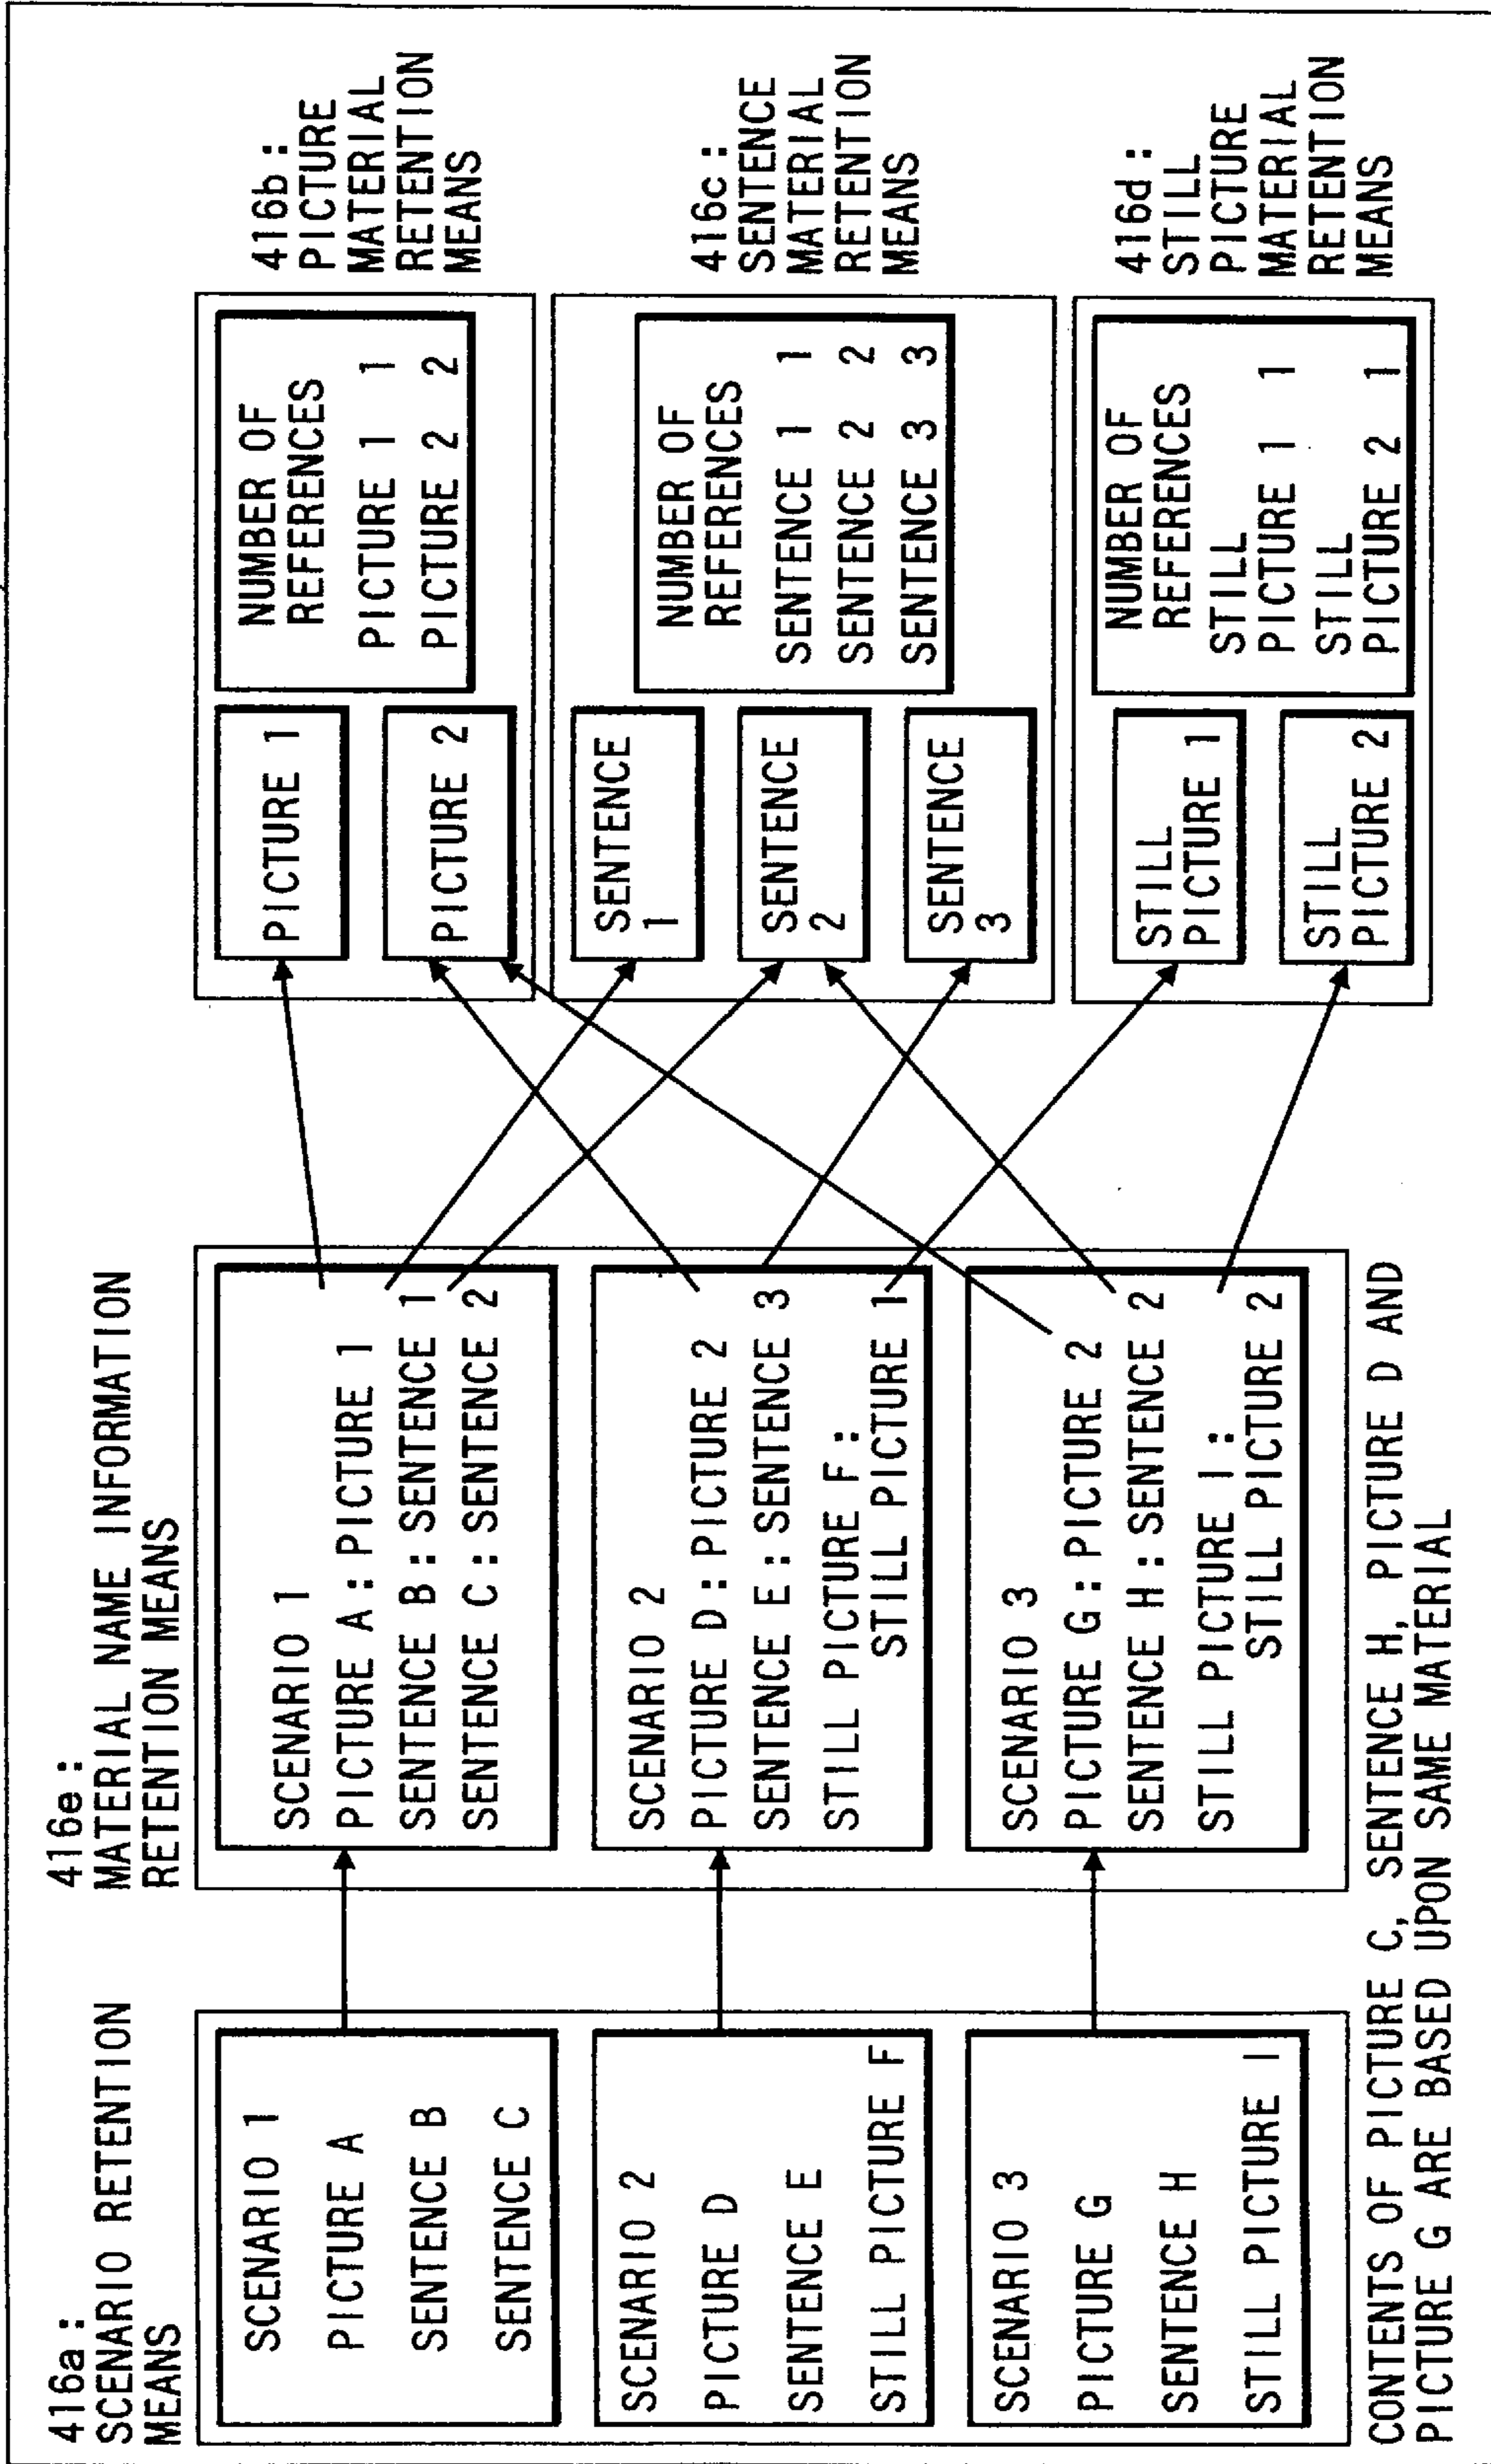 416a:
SCENARIO RETENTION
MEANS
SCENARIO 1
PICTURE A
SENTENCE B
SENTENCE C
SCENARIO 2
PICTURE D
SENTENCE E
STILL PICTURE F
SCENARIO 3
PICTURE G
SENTENCE H
STILL PICTURE I
416e:
MATERIAL NAME INFORMATION
RETENTION MEANS
SCENARIO 1
PICTURE A: PICTURE 1
SENTENCE B: SENTENCE 1
SENTENCE C: SENTENCE 2
SCENARIO 2
PICTURE D: PICTURE 2
SENTENCE E: SENTENCE 3
STILL PICTURE F:
STILL PICTURE 1
SCENARIO 3
PICTURE G: PICTURE 2
SENTENCE H: SENTENCE 2
STILL PICTURE I:
STILL PICTURE 2
PICTURE 1
PICTURE 2
NUMBER OF
REFERENCES
PICTURE 1 1
PICTURE 2 2
416b:
PICTURE
MATERIAL
RETENTION
MEANS
SENTENCE
1
SENTENCE
2
SENTENCE
3
NUMBER OF
REFERENCES
SENTENCE 1 1
SENTENCE 2 2
SENTENCE 3 3
416c:
SENTENCE
MATERIAL
RETENTION
MEANS
STILL
PICTURE 1
STILL
PICTURE 2
NUMBER OF
REFERENCES
STILL
PICTURE 1 1
STILL
PICTURE 2 1
416d:
STILL
PICTURE
MATERIAL
RETENTION
MEANS
CONTENTS OF PICTURE C, SENTENCE H, PICTURE D AND
PICTURE G ARE BASED UPON SAME MATERIAL